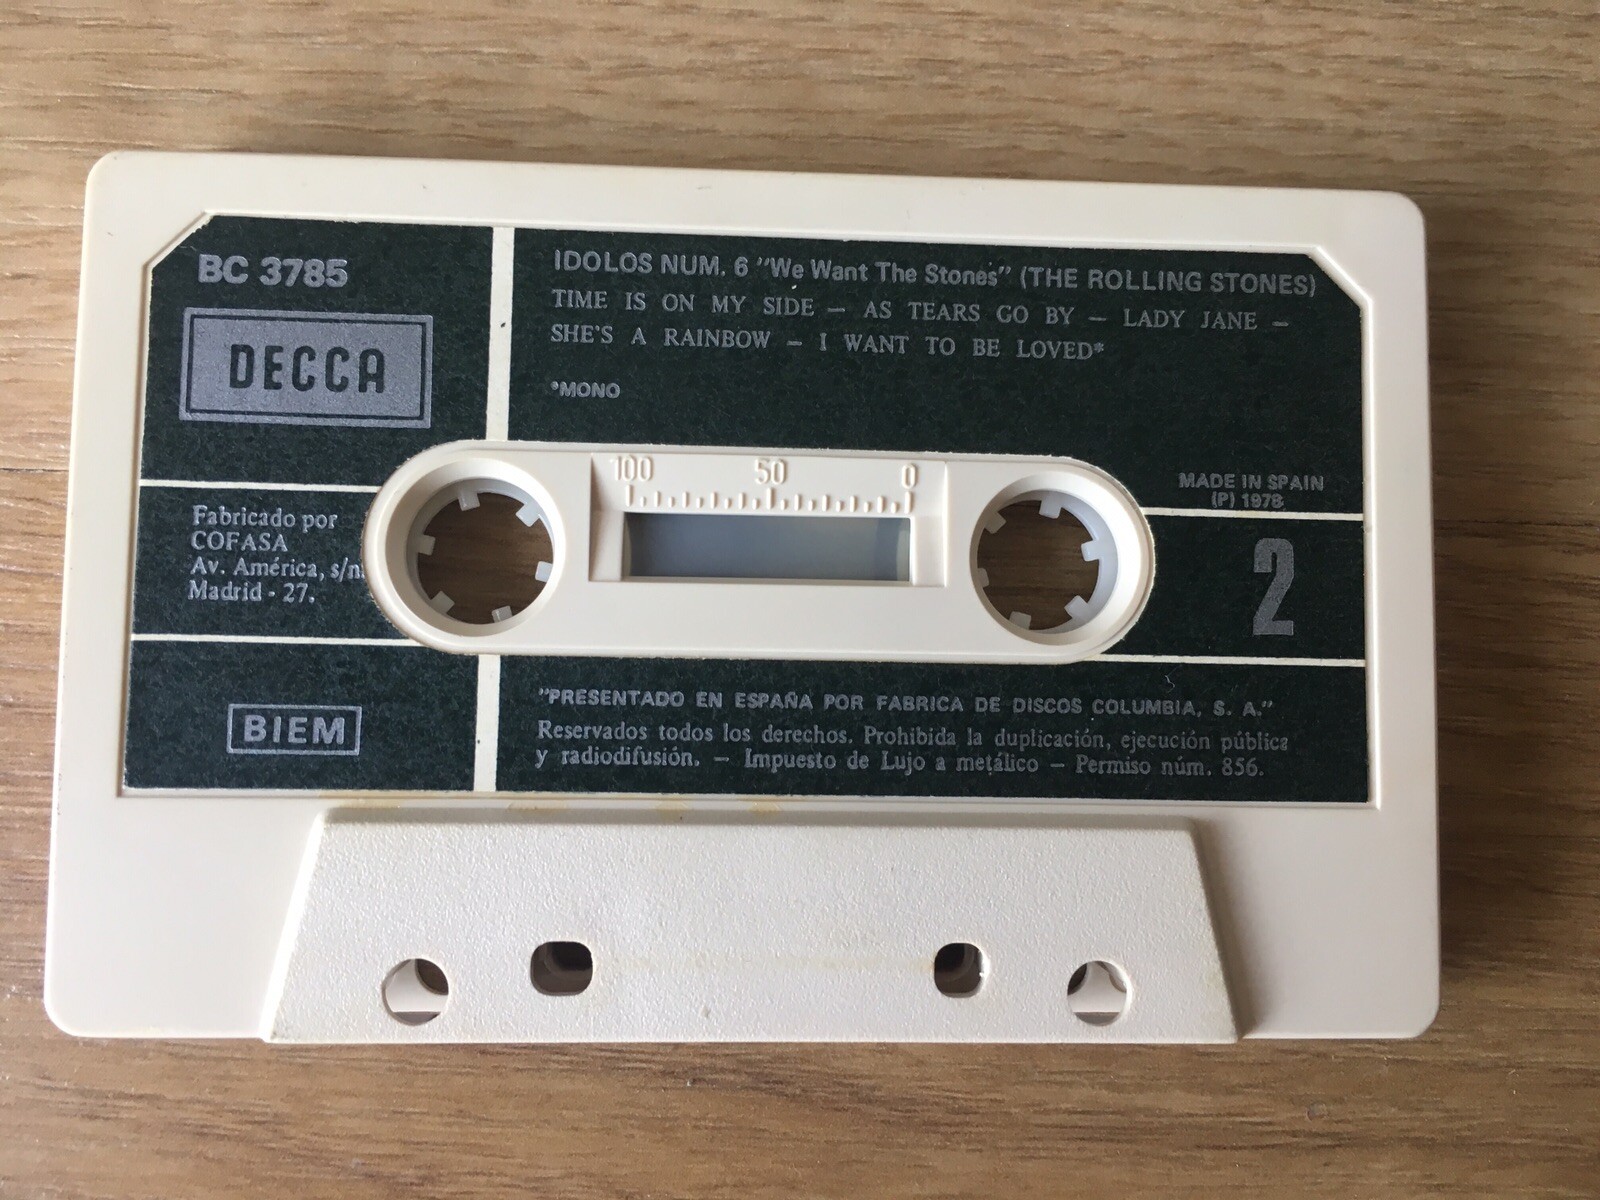 BC 3785
DECCA
IDOLOS NUM. 6 "We Want The Stones" (THE ROLLING STONES)
TIME IS ON MY SIDE — AS TEARS GO BY — LADY JANE —
SHE'S A RAINBOW — I WANT TO BE LOVED*
*MONO
100 50 0
MADE IN SPAIN
(P) 1978
Fabricado por
COFASA
Av. América, s/n.
Madrid - 27.
2
BIEM
"PRESENTADO EN ESPAÑA POR FABRICA DE DISCOS COLUMBIA, S. A."
Reservados todos los derechos. Prohibida la duplicación, ejecución pública
y radiodifusión. — Impuesto de Lujo a metálico — Permiso núm. 856.